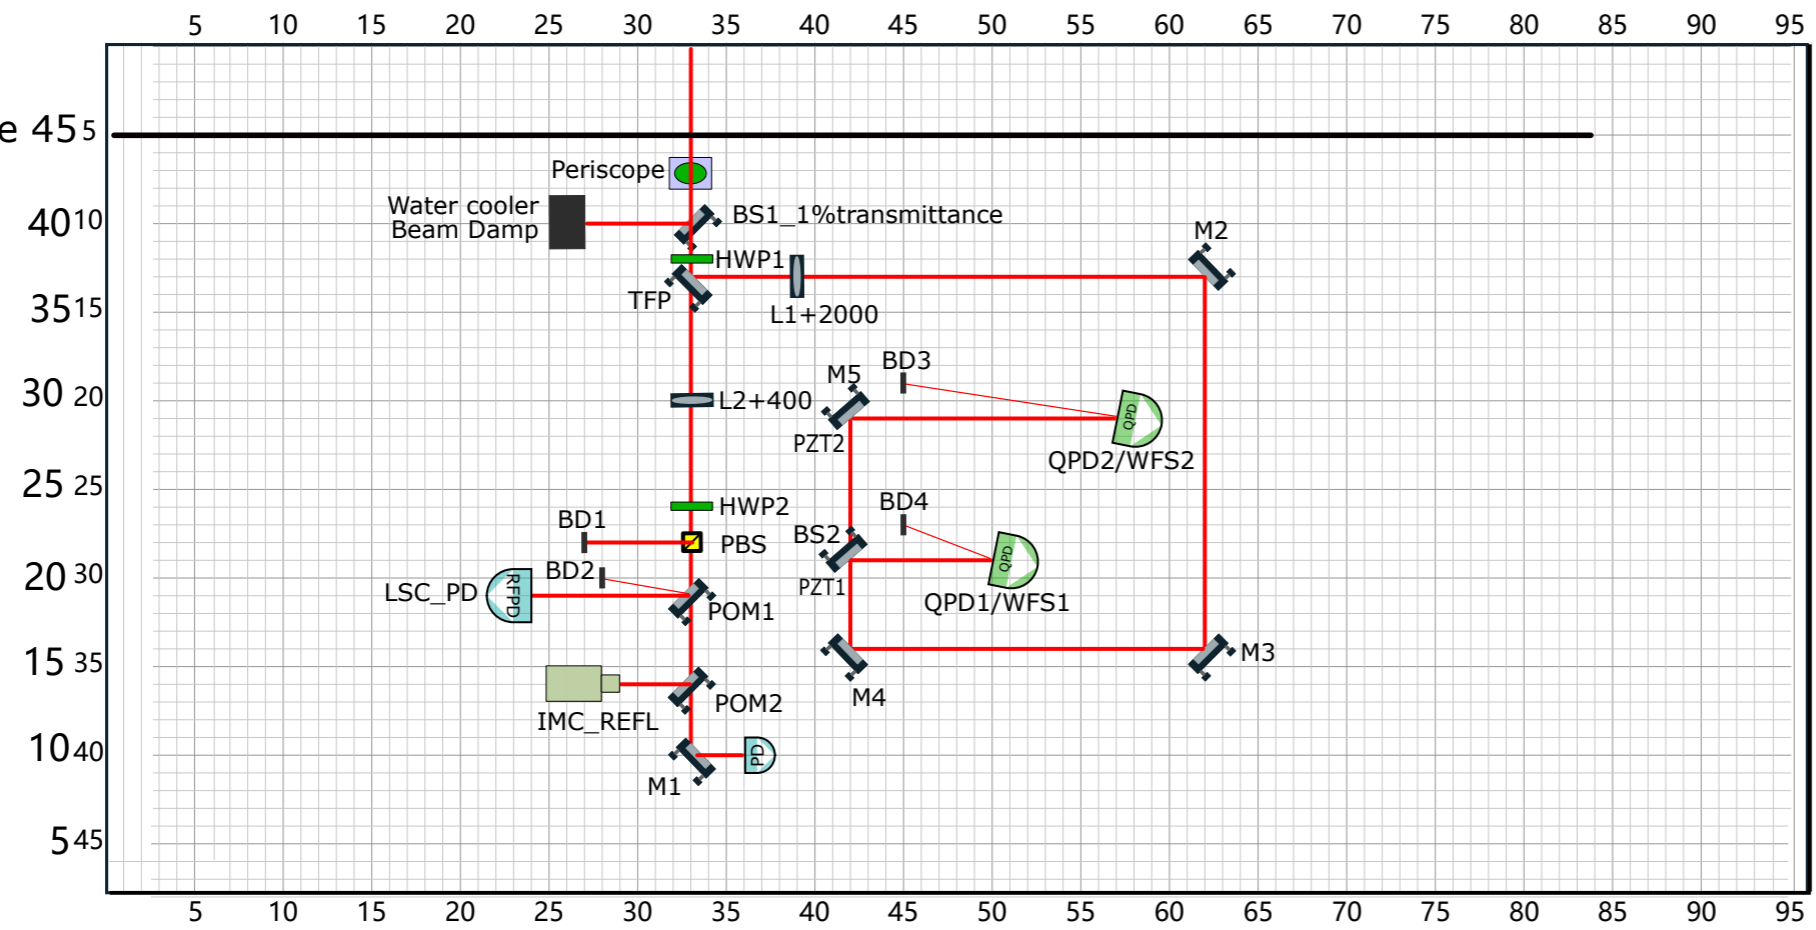 5 10 15 20 25 30 35 40 45 50 55 60 65 70 75 80 85 90 95
e 45 5
Periscope
Water cooler
Beam Damp
BS1_1%transmittance
40 10
M2
HWP1
TFP
35 15
L1+2000
BD3
M5
30 20
L2+400
QPD
PZT2
QPD2/WFS2
25 25
HWP2
BD4
BD1
BS2
PBS
QPD
BD2
20 30
LSC_PD
RFPD
PZT1
QPD1/WFS1
POM1
15 35
M3
M4
POM2
IMC_REFL
10 40
PD
M1
5 45
5 10 15 20 25 30 35 40 45 50 55 60 65 70 75 80 85 90 95